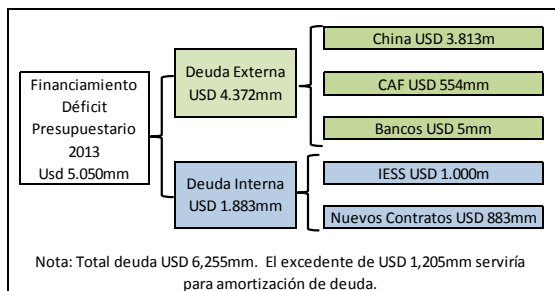 Financiamiento
Déficit
Presupuestario
2013
Usd 5.050mm
Deuda Externa
USD 4.372mm
China USD 3.813m
CAF USD 554mm
Bancos USD 5mm
Deuda Interna
USD 1.883mm
IESS USD 1.000m
Nuevos Contratos USD 883mm
Nota: Total deuda USD 6,255mm. El excedente de USD 1,205mm serviría
para amortización de deuda.